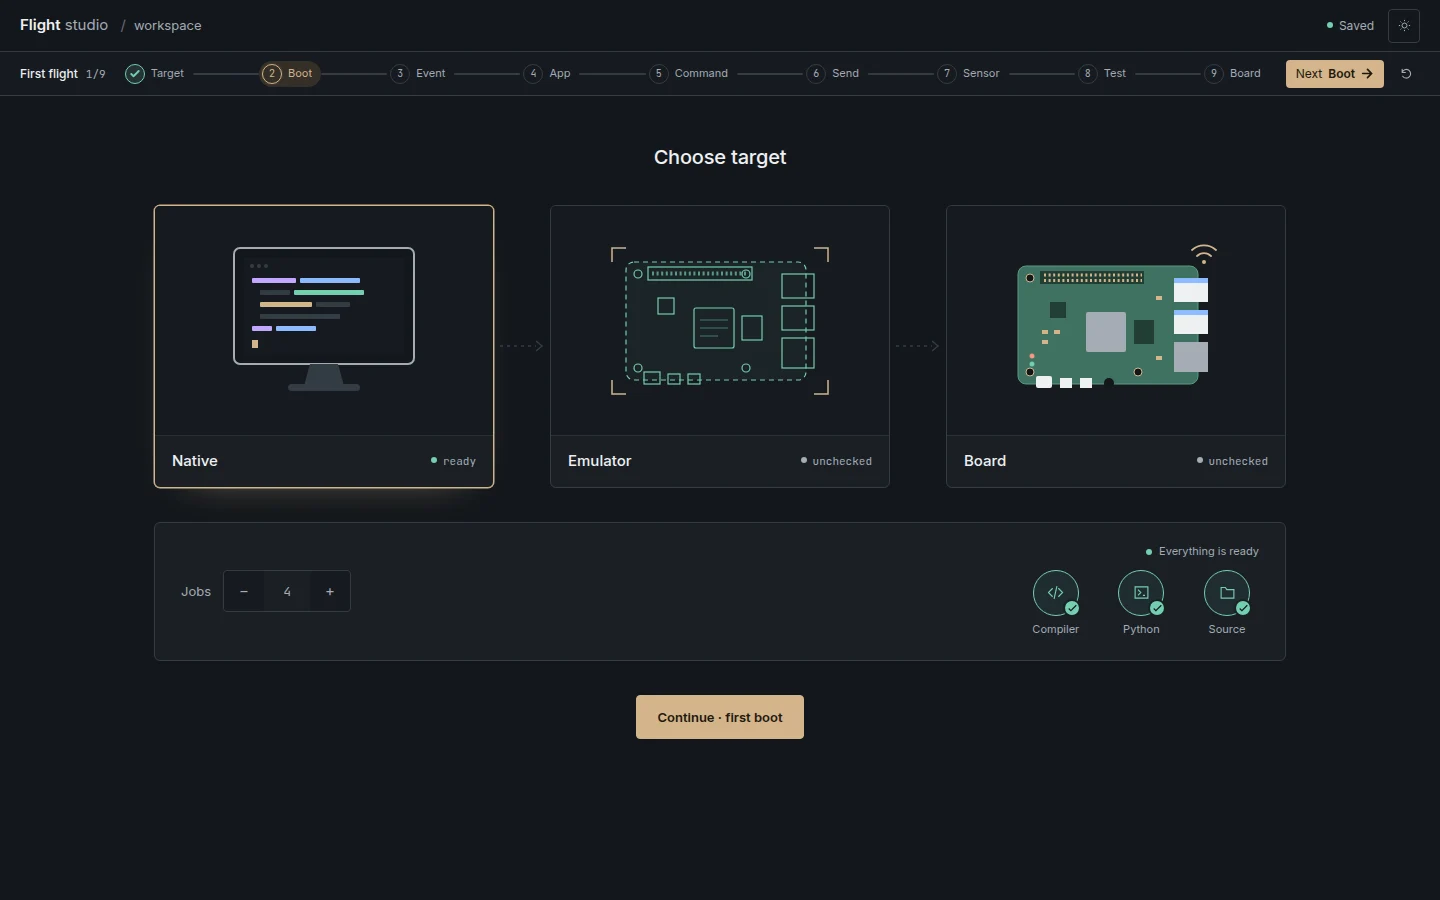 Flight studio / workspace
Saved
First flight 1/9
Target
2 Boot
3 Event
4 App
5 Command
6 Send
7 Sensor
8 Test
9 Board
Next Boot →
Choose target
Native
ready
Emulator
unchecked
Board
unchecked
Everything is ready
Jobs − 4 +
Compiler
Python
Source
Continue · first boot